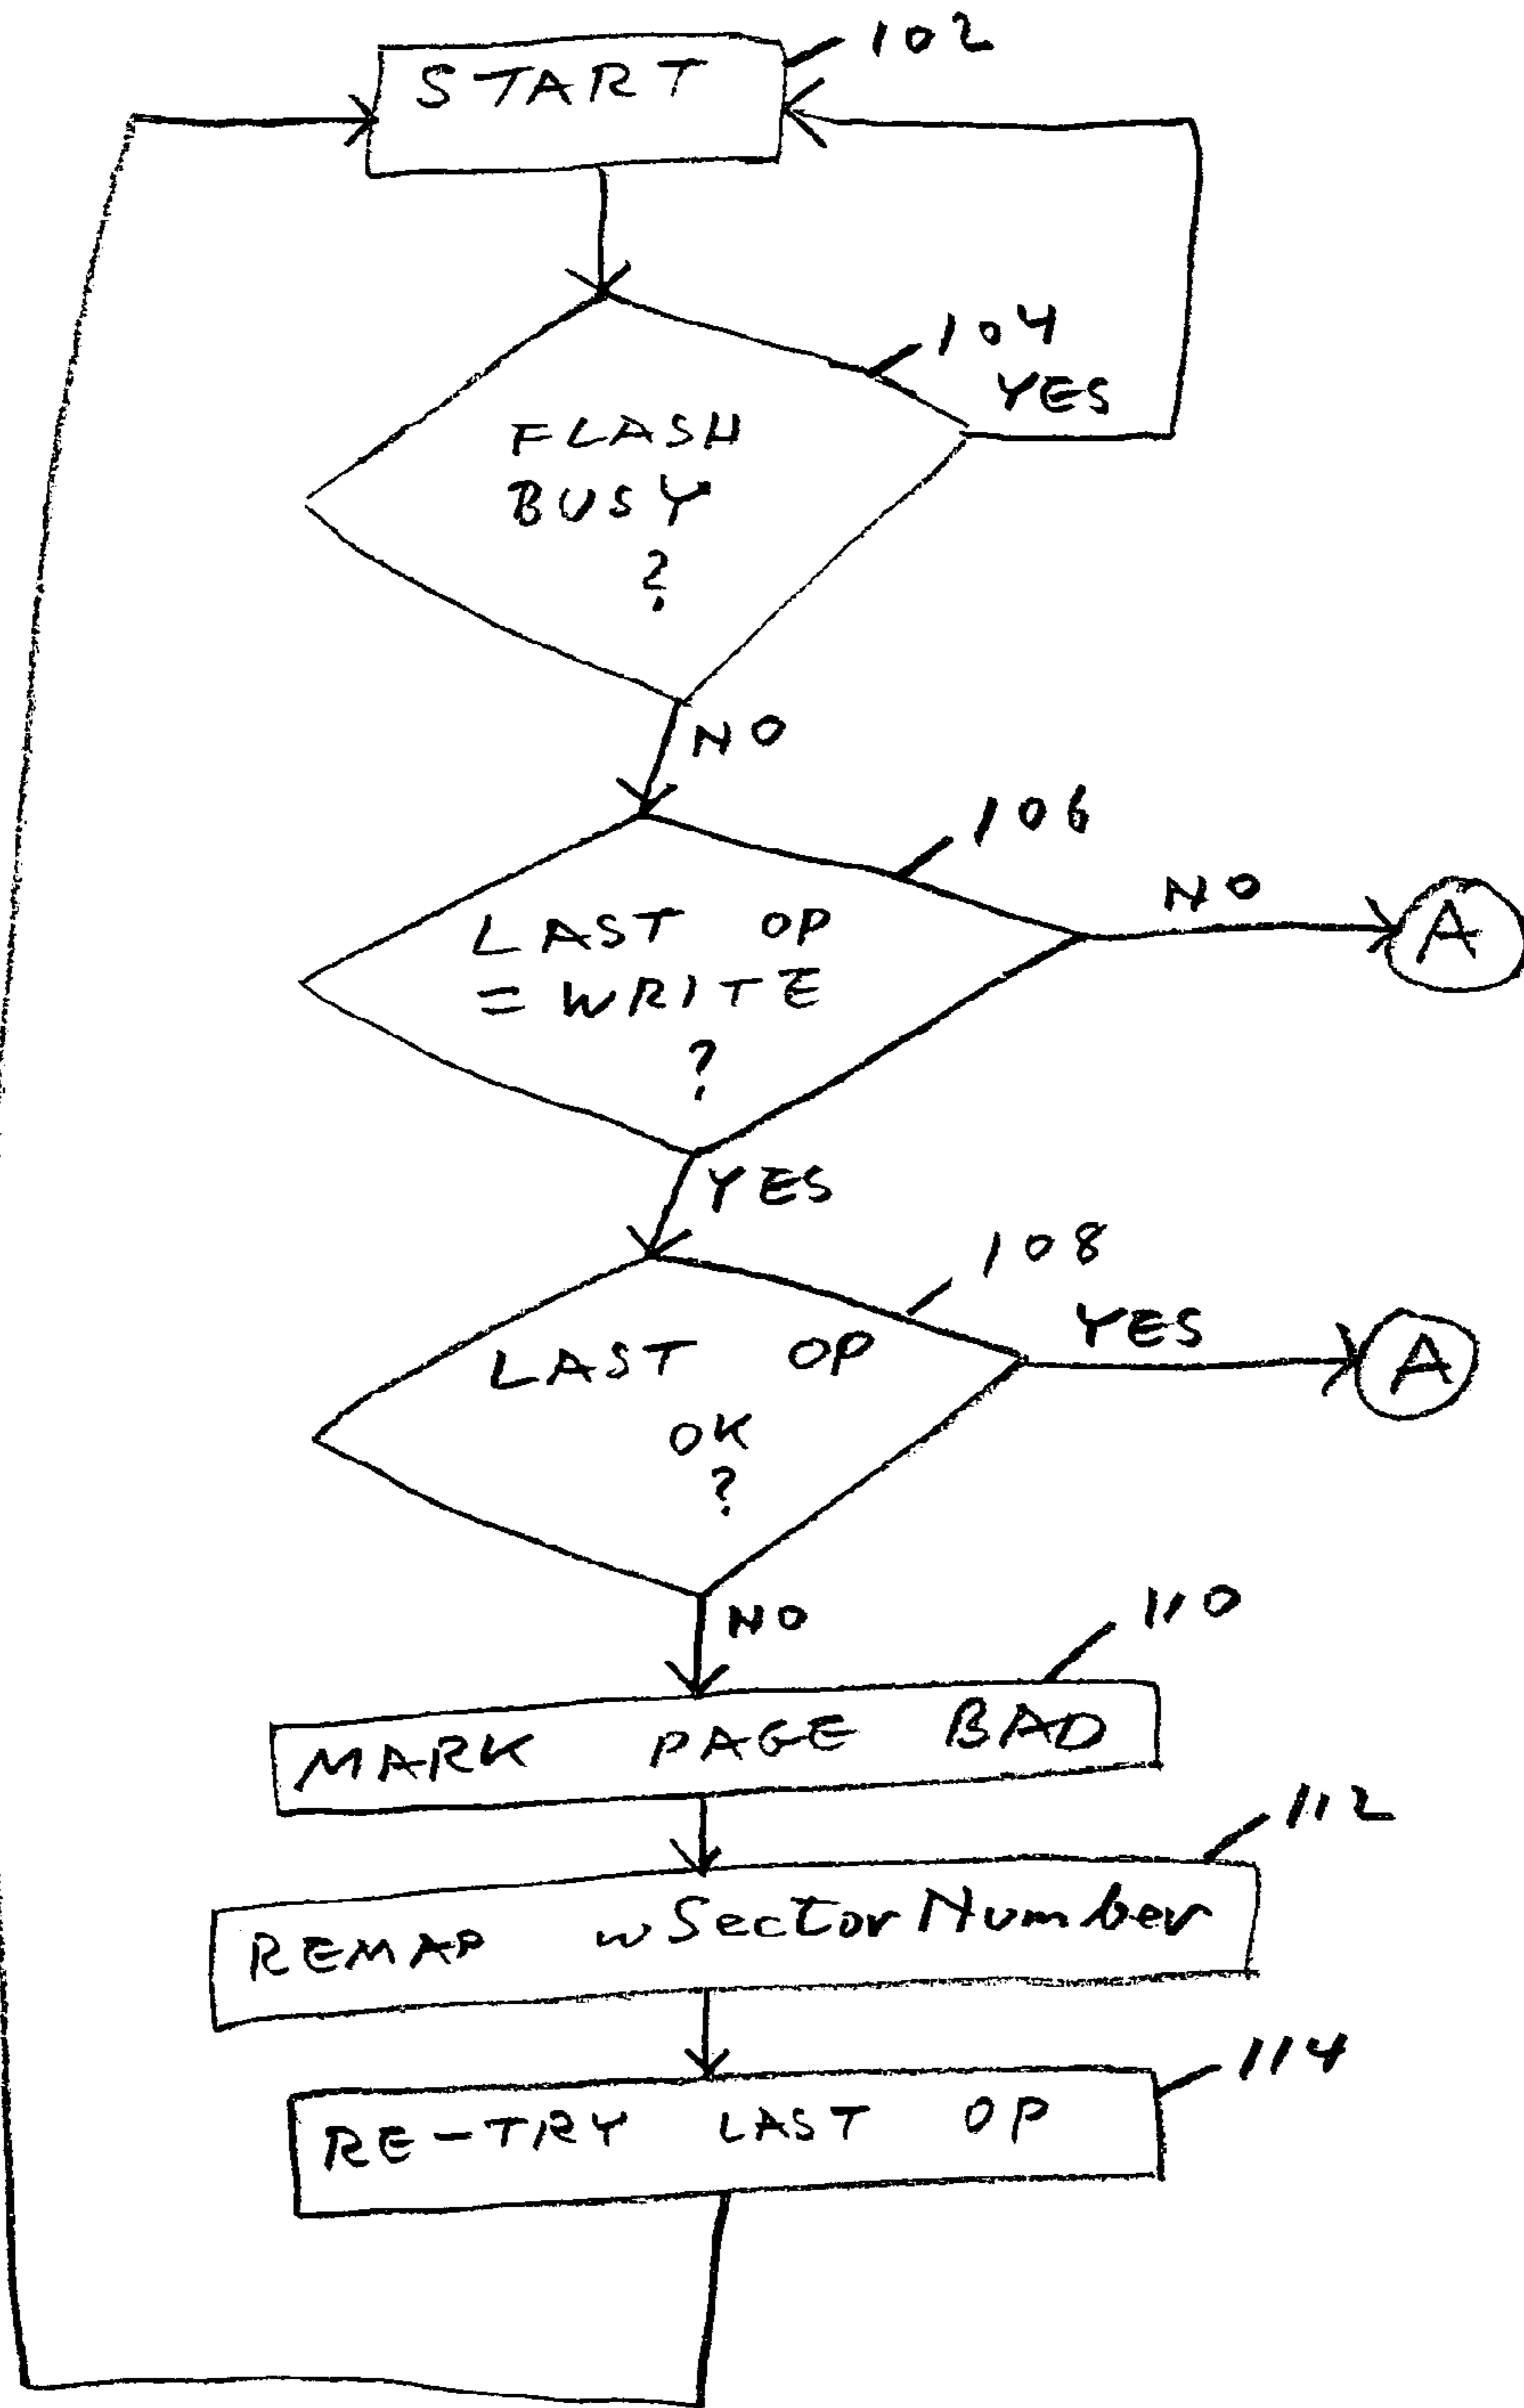 102
START
104
YES
FLASH
BUSY
?
NO
106
NO
A
LAST OP
= WRITE
?
YES
108
YES
A
LAST OP
OK
?
NO
110
MARK PAGE BAD
112
REMAP wSectorNumber
114
RE-TRY LAST OP